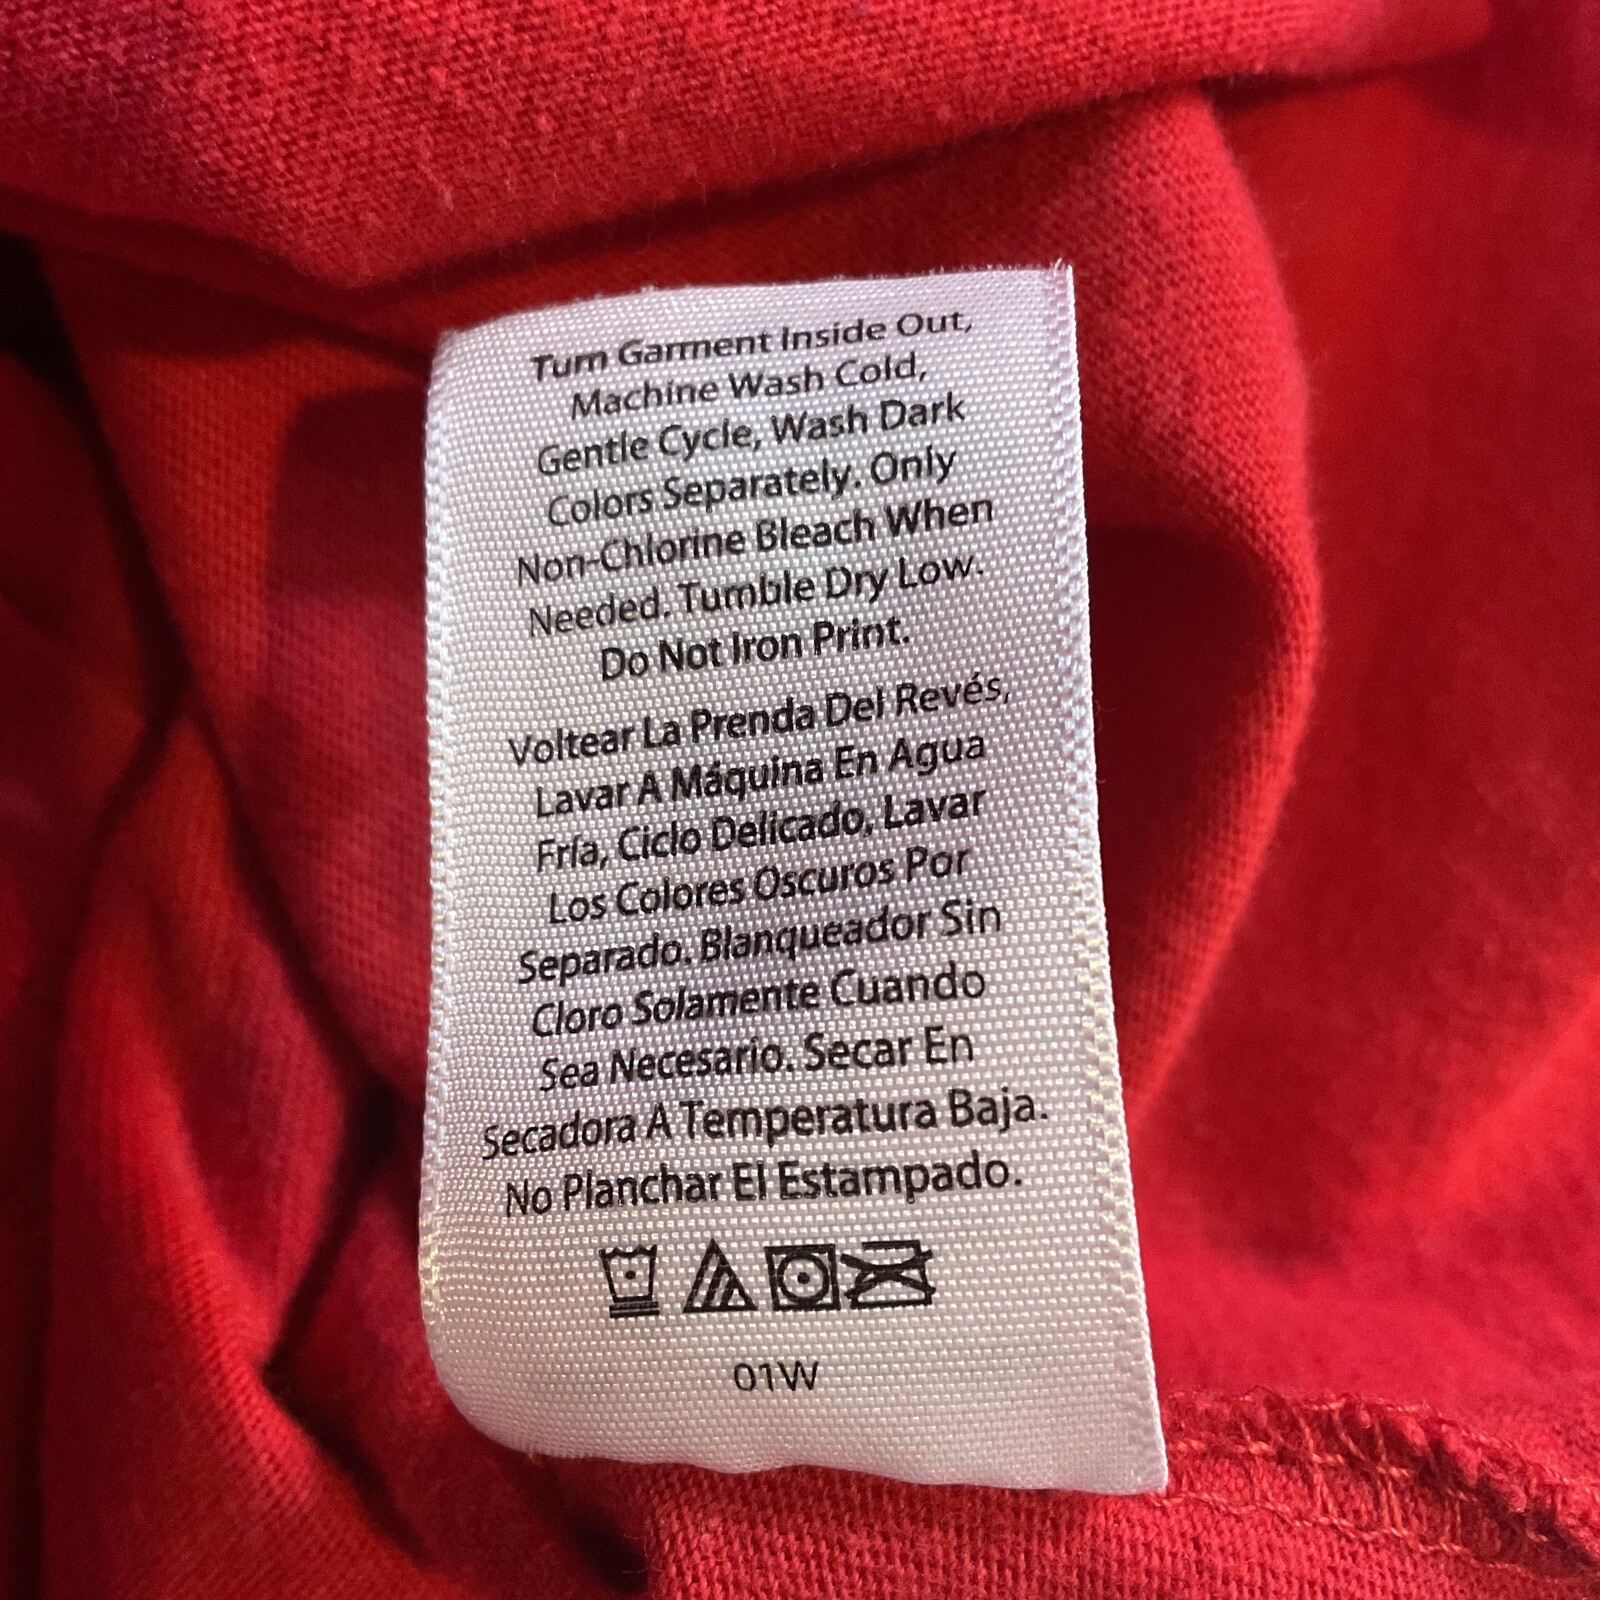 Turn Garment Inside Out,
Machine Wash Cold,
Gentle Cycle, Wash Dark
Colors Separately. Only
Non-Chlorine Bleach When
Needed. Tumble Dry Low.
Do Not Iron Print.
Voltear La Prenda Del Revés,
Lavar A Máquina En Agua
Fría, Ciclo Delicado, Lavar
Los Colores Oscuros Por
Separado. Blanqueador Sin
Cloro Solamente Cuando
Sea Necesario. Secar En
Secadora A Temperatura Baja.
No Planchar El Estampado.
01W